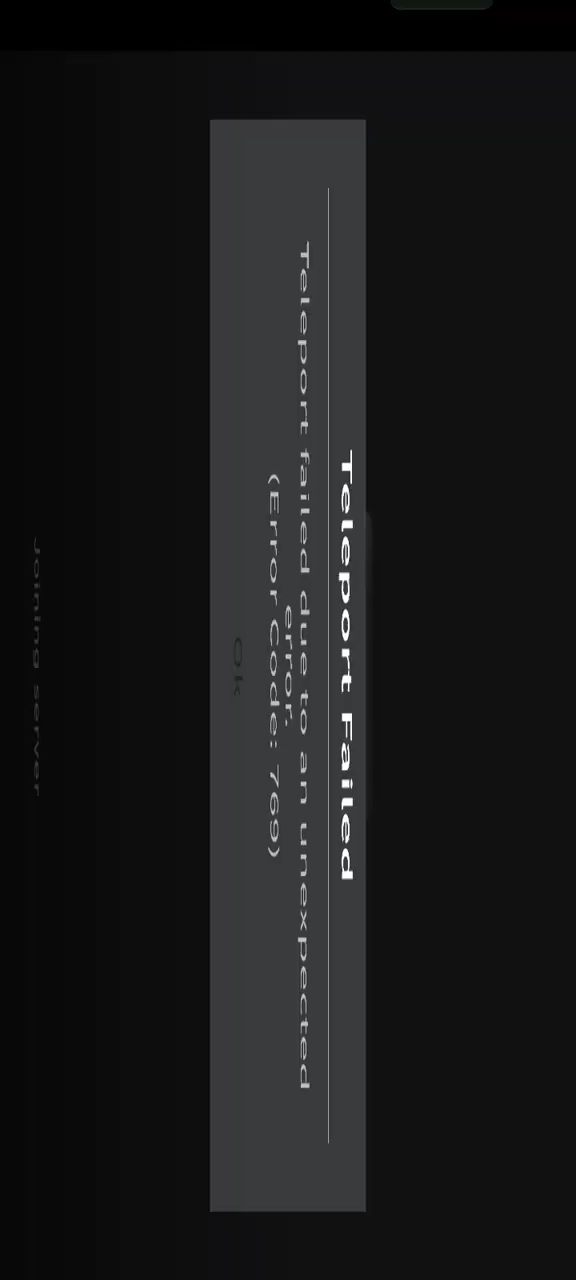 Teleport Failed
Teleport failed due to an unexpected
error.
(Error Code: 769)
Ok
Joining server